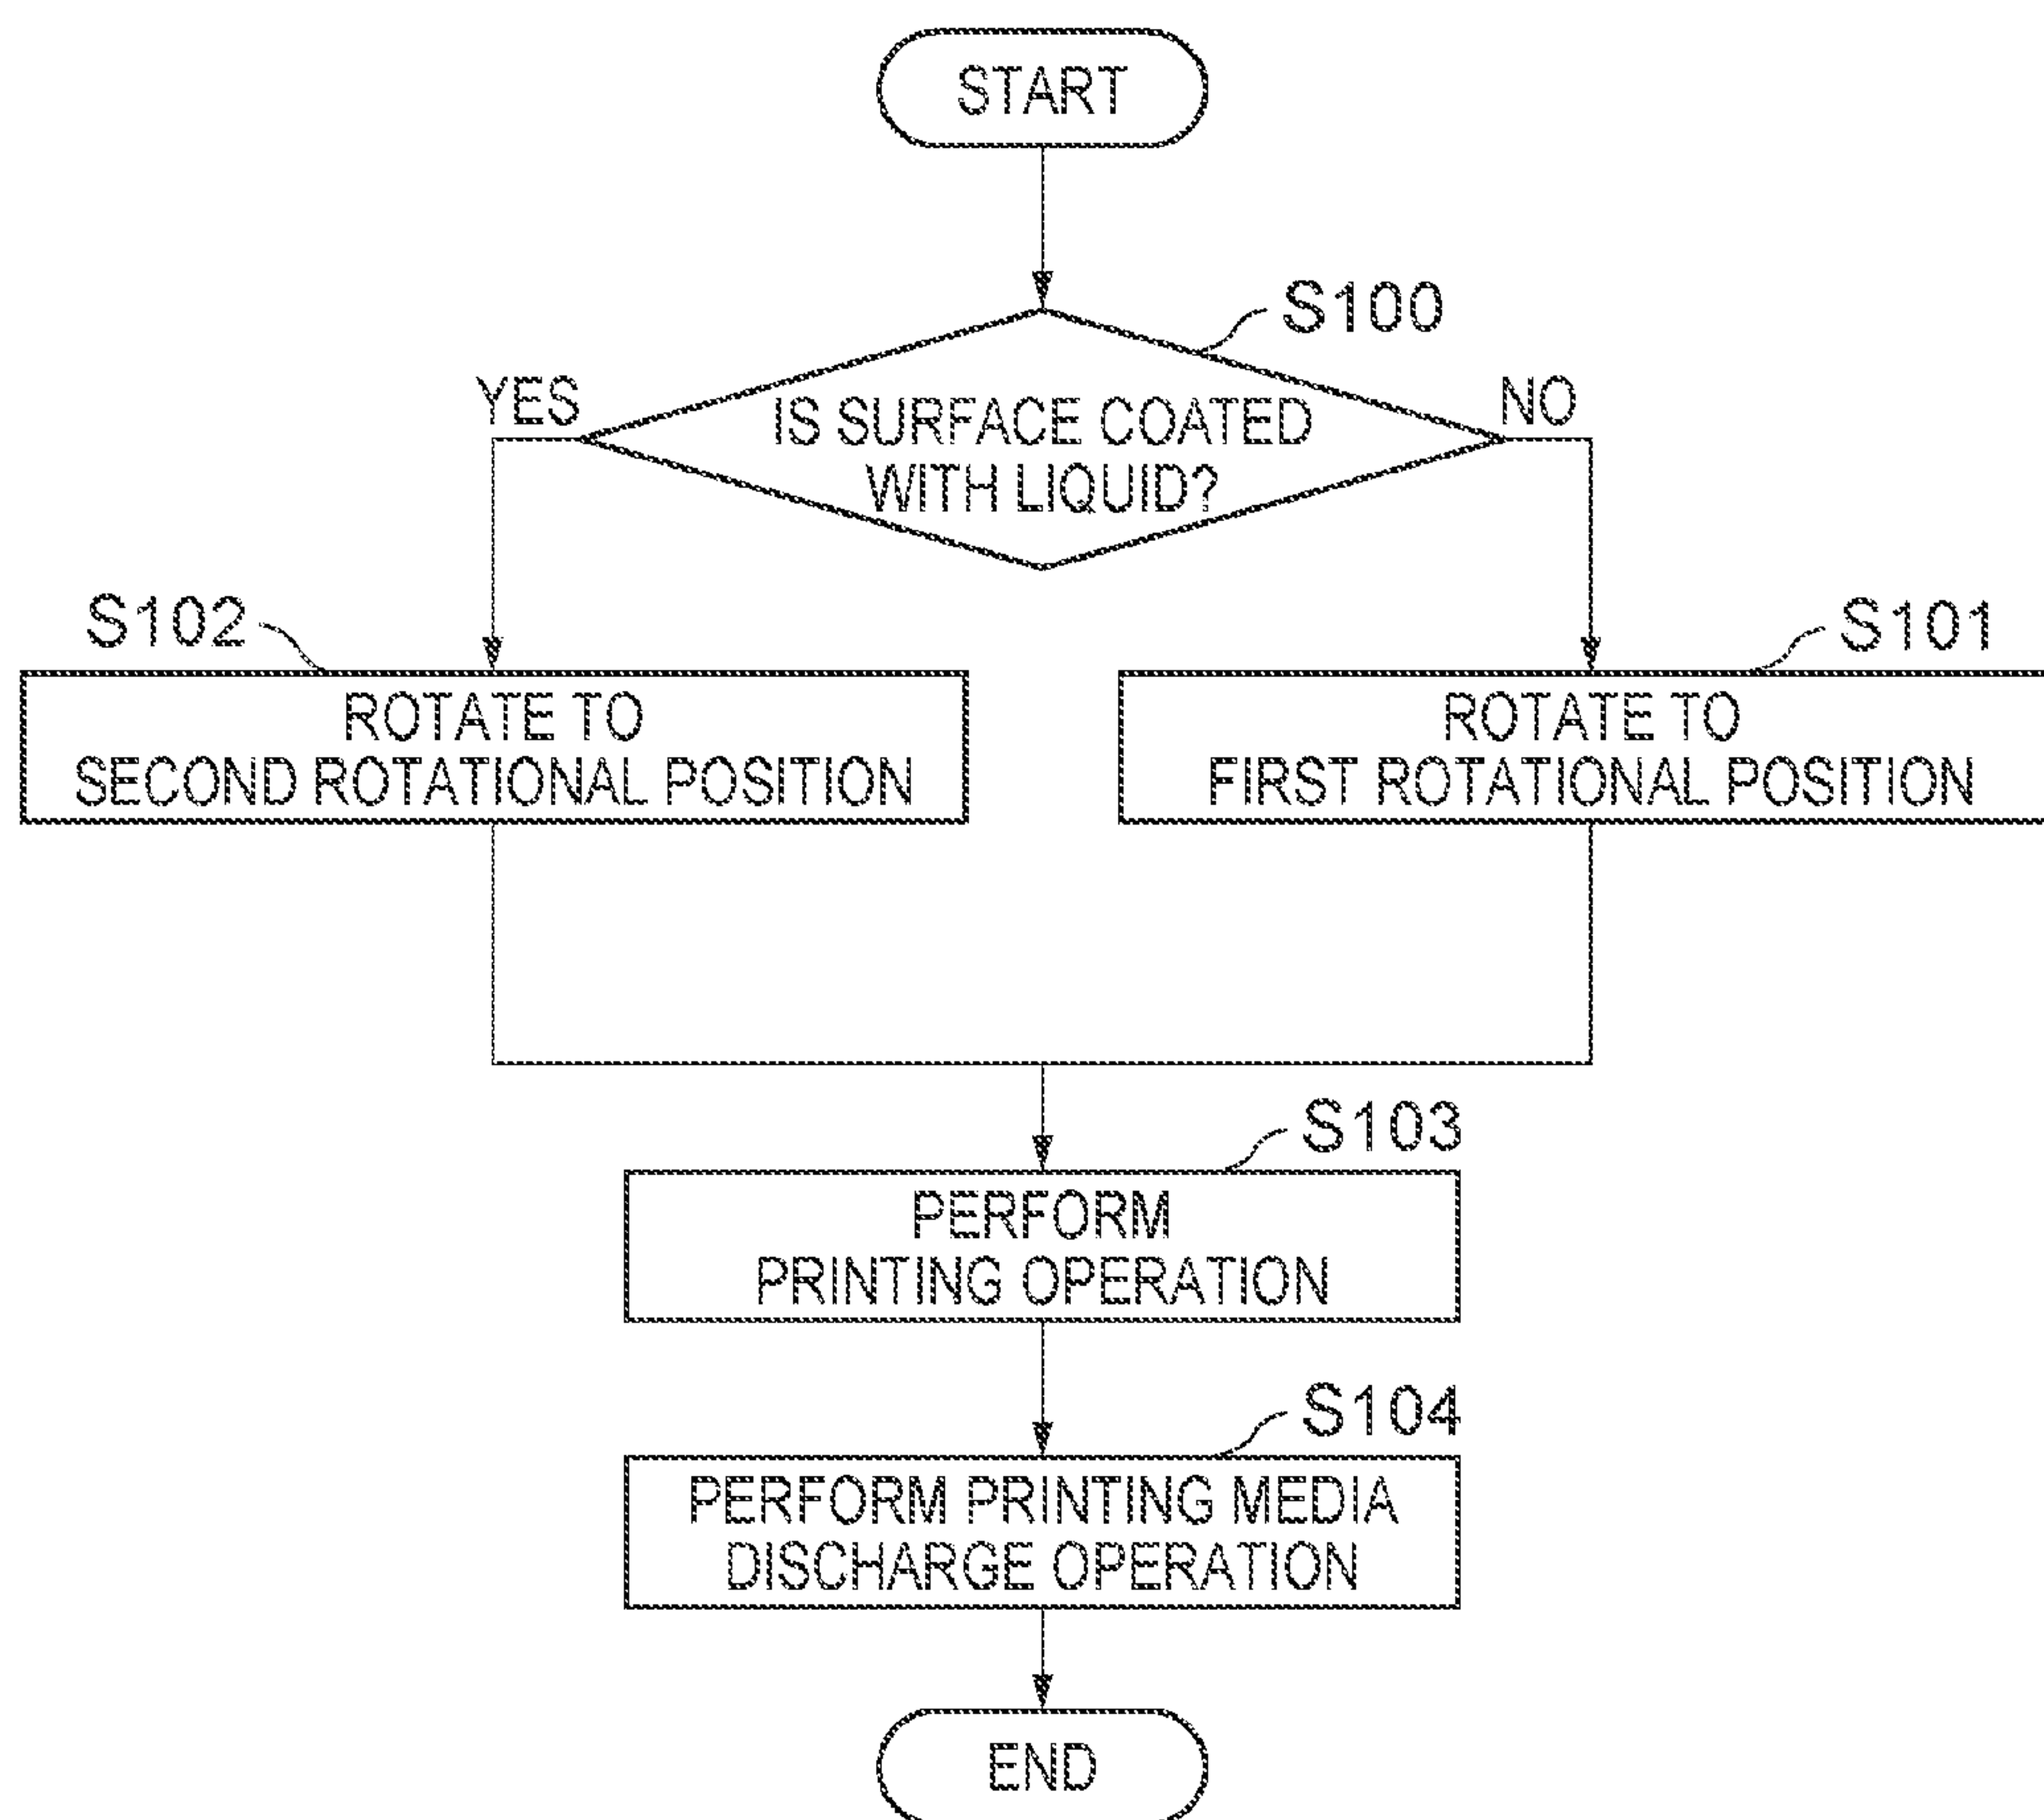 START
S100
YES
NO
IS SURFACE COATED
WITH LIQUID?
S102
S101
ROTATE TO
SECOND ROTATIONAL POSITION
ROTATE TO
FIRST ROTATIONAL POSITION
S103
PERFORM
PRINTING OPERATION
S104
PERFORM PRINTING MEDIA
DISCHARGE OPERATION
END